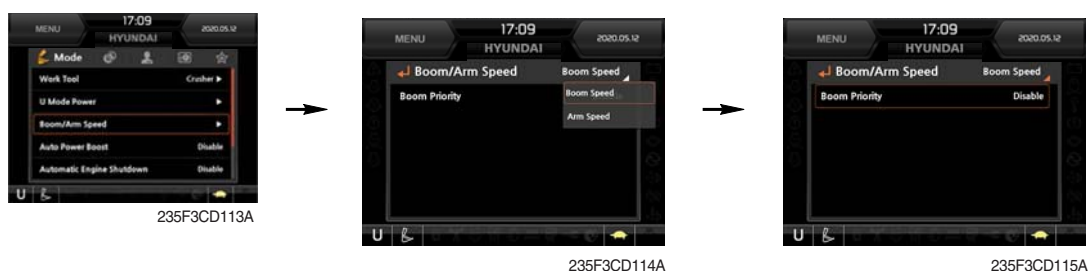 MENU
17:09
HYUNDAI
2020.05.12
Mode
Work Tool
Crusher
U Mode Power
Boom/Arm Speed
Auto Power Boost
Disable
Automatic Engine Shutdown
Disable
U
235F3CD113A
MENU
17:09
HYUNDAI
2020.05.12
Boom/Arm Speed
Boom Speed
Boom Priority
Boom Speed
Arm Speed
U
235F3CD114A
MENU
17:09
HYUNDAI
2020.05.12
Boom/Arm Speed
Boom Speed
Boom Priority
Disable
U
235F3CD115A